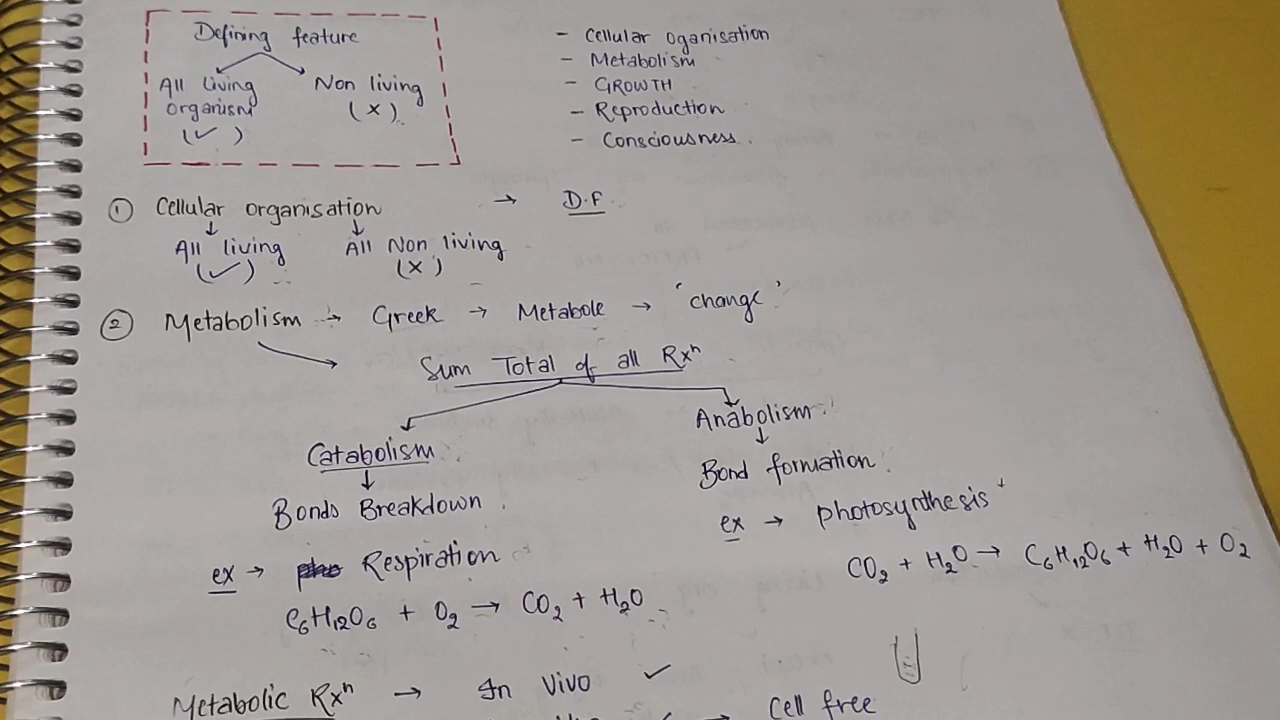 Defining feature
All living organism (✓)
Non living (×)
- Cellular oganisation
- Metabolism
- GROWTH
- Reproduction
- Consciousness.
① Cellular organisation → D.F
↓ ↓
All living (✓) All Non living (×)
② Metabolism → Greek → Metabole → 'change'
Sum Total of all Rxⁿ
Catabolism
↓
Bonds Breakdown
ex → Respiration
C₆H₁₂O₆ + O₂ → CO₂ + H₂O
Anabolism
↓
Bond formation
ex → photosynthesis
CO₂ + H₂O → C₆H₁₂O₆ + H₂O + O₂
Metabolic Rxⁿ → In Vivo ✓
→ Cell free